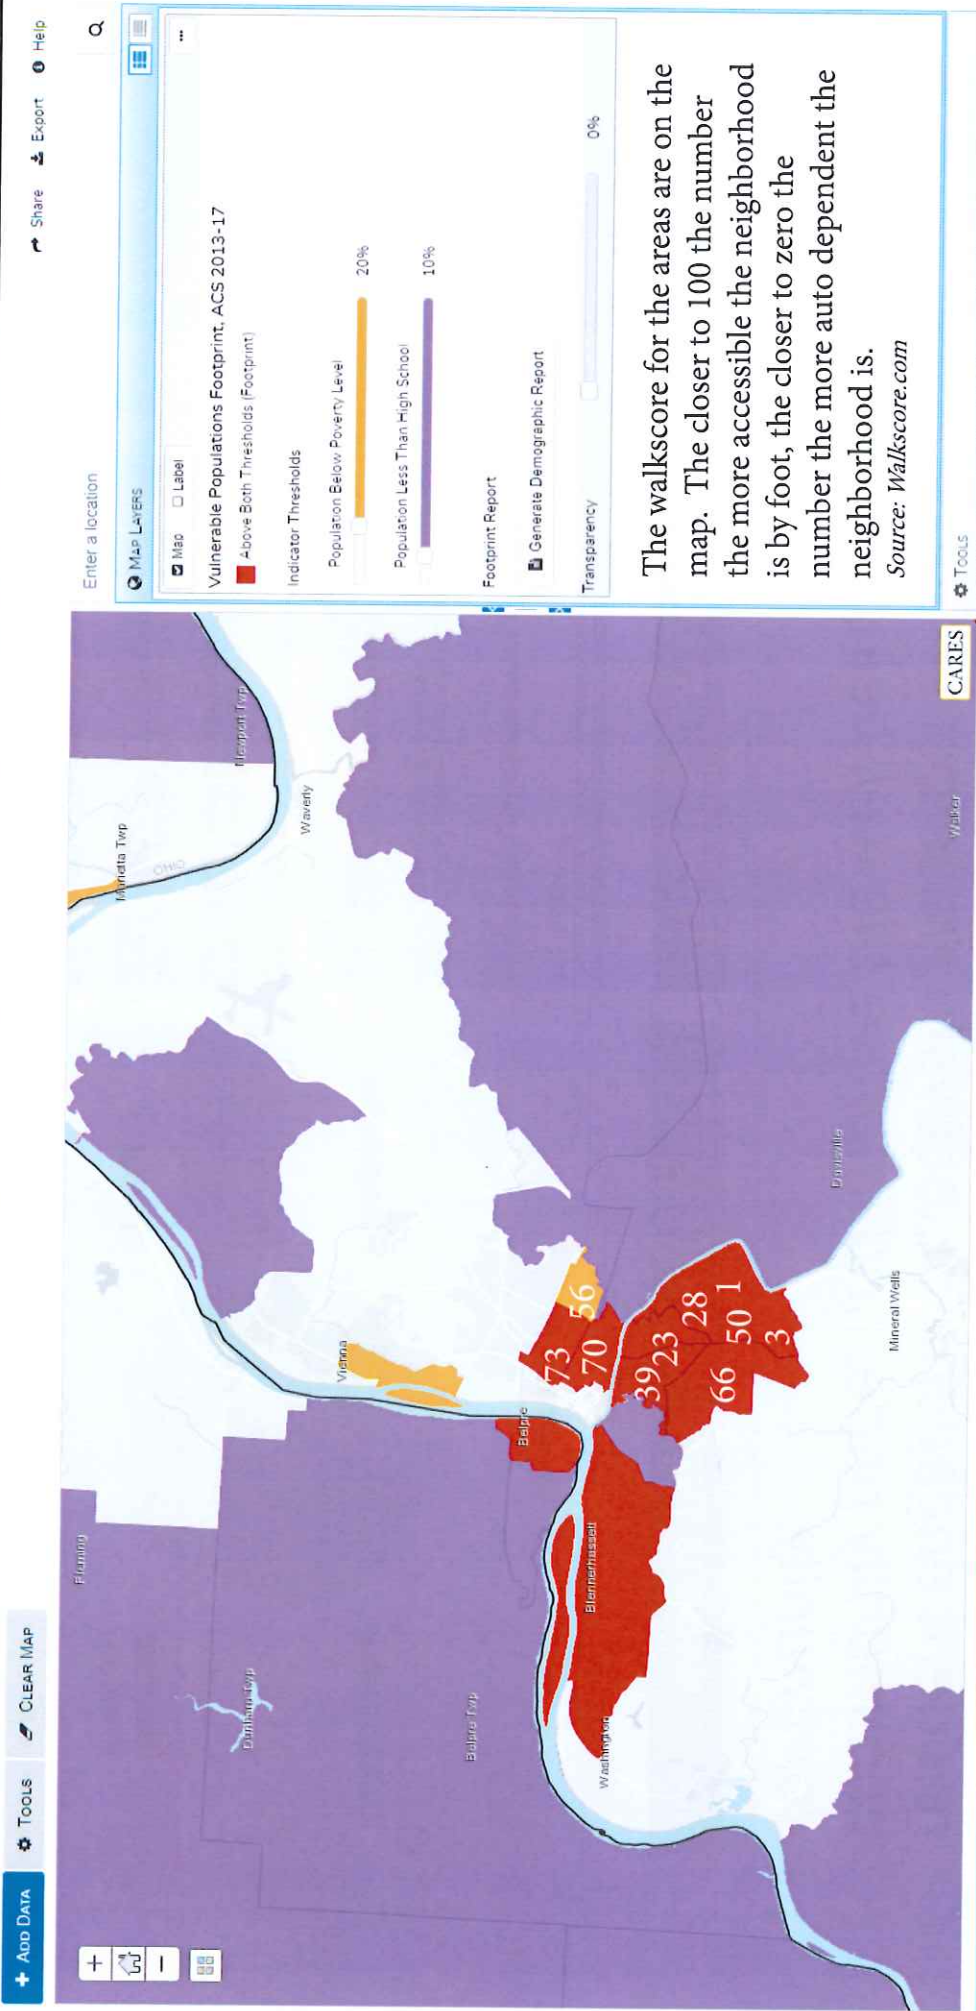 + ADD DATA
TOOLS
CLEAR MAP
Share
Export
Help
Enter a location
MAP LAYERS
Map
Label
...
Vulnerable Populations Footprint, ACS 2013-17
Above Both Thresholds (Footprint)
Indicator Thresholds
Population Below Poverty Level
20%
Population Less Than High School
10%
Footprint Report
Generate Demographic Report
Transparency
0%
The walkscore for the areas are on the
map. The closer to 100 the number
the more accessible the neighborhood
is by foot, the closer to zero the
number the more auto dependent the
neighborhood is.
Source: Walkscore.com
TOOLS
+
−
Fleming
Marietta Twp
OHIO
Newport Twp
Waverly
Dunham Twp
Vienna
Belpre Twp
Belpre
73
56
70
Blennerhassett
Washington
39
23
28
66
50
1
3
Davisville
Mineral Wells
Walker
CARES